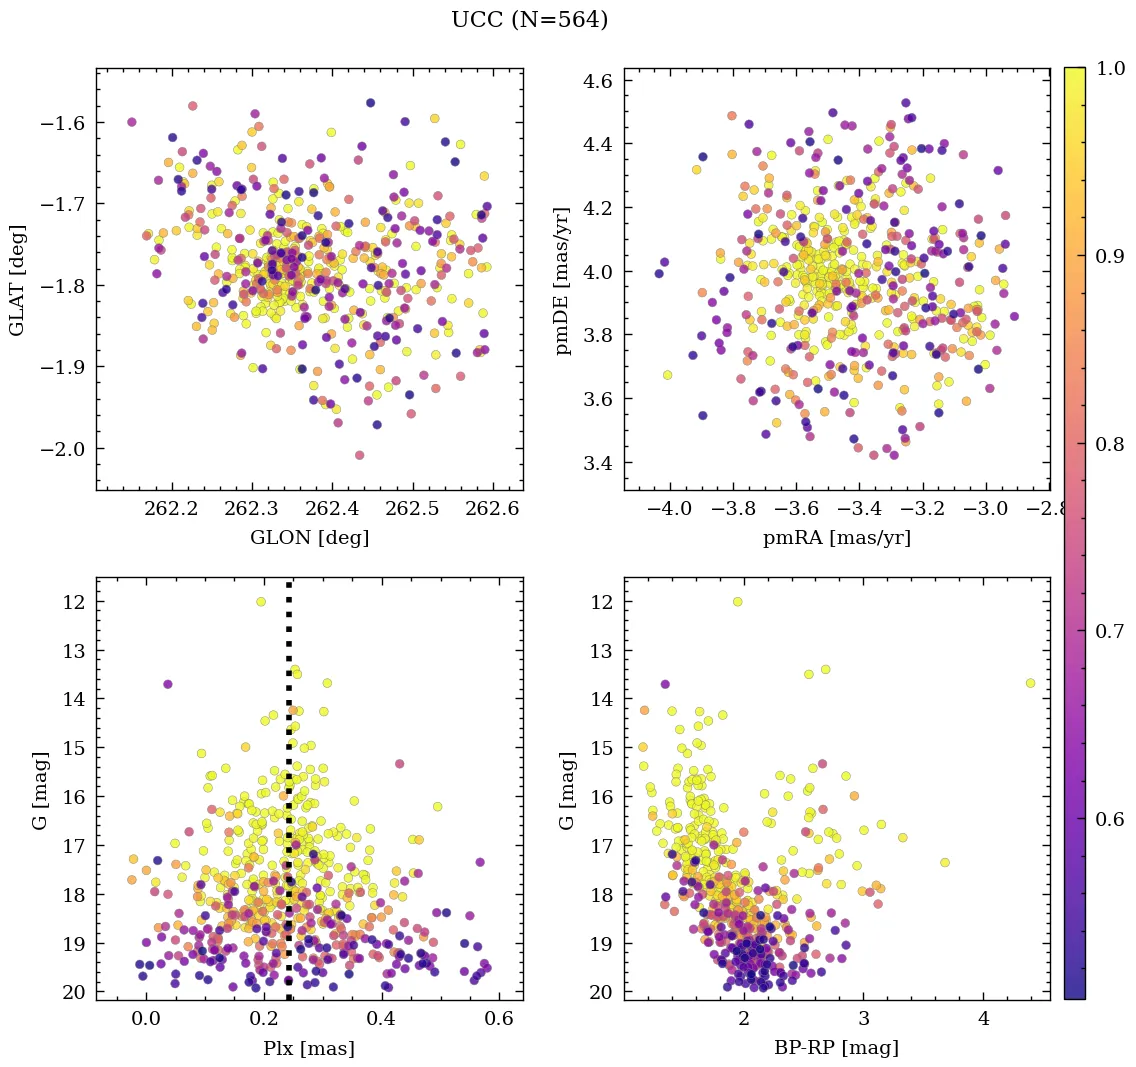 UCC (N=564)
GLAT [deg]
−1.6
−1.7
−1.8
−1.9
−2.0
262.2 262.3 262.4 262.5 262.6
GLON [deg]
pmDE [mas/yr]
4.6
4.4
4.2
4.0
3.8
3.6
3.4
−4.0 −3.8 −3.6 −3.4 −3.2 −3.0 −2.8
pmRA [mas/yr]
1.0
0.9
0.8
0.7
0.6
G [mag]
12
13
14
15
16
17
18
19
20
0.0 0.2 0.4 0.6
Plx [mas]
G [mag]
12
13
14
15
16
17
18
19
20
2 3 4
BP-RP [mag]